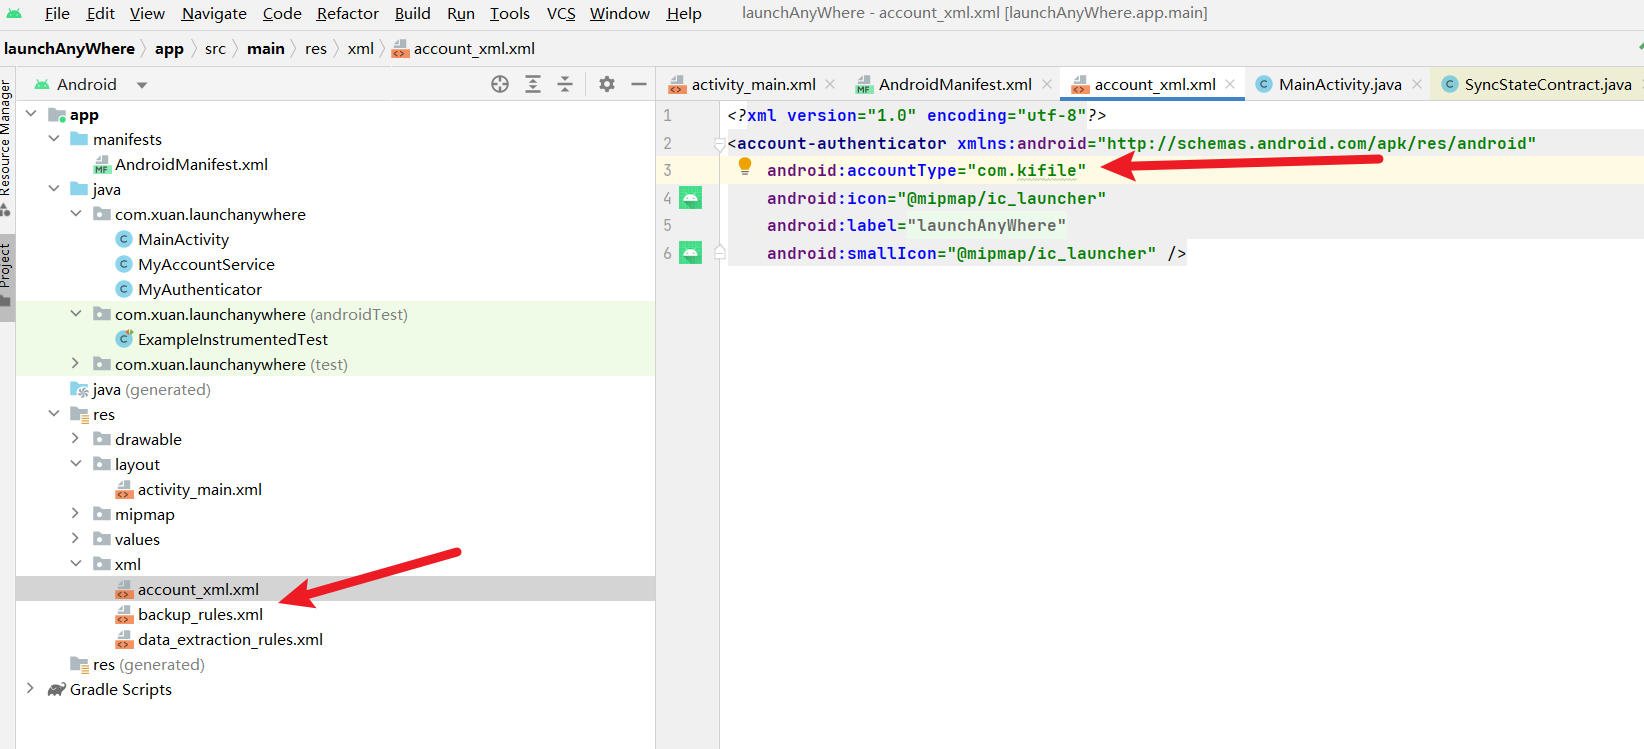 File Edit View Navigate Code Refactor Build Run Tools VCS Window Help launchAnyWhere - account_xml.xml [launchAnyWhere.app.main]
launchAnyWhere app src main res xml account_xml.xml
Resource Manager
Project
Android
activity_main.xml AndroidManifest.xml account_xml.xml MainActivity.java SyncStateContract.java
app
manifests
AndroidManifest.xml
java
com.xuan.launchanywhere
MainActivity
MyAccountService
MyAuthenticator
com.xuan.launchanywhere (androidTest)
ExampleInstrumentedTest
com.xuan.launchanywhere (test)
java (generated)
res
drawable
layout
activity_main.xml
mipmap
values
xml
account_xml.xml
backup_rules.xml
data_extraction_rules.xml
res (generated)
Gradle Scripts
1 <?xml version="1.0" encoding="utf-8"?>
2 <account-authenticator xmlns:android="http://schemas.android.com/apk/res/android"
3 android:accountType="com.kifile"
4 android:icon="@mipmap/ic_launcher"
5 android:label="launchAnyWhere"
6 android:smallIcon="@mipmap/ic_launcher" />